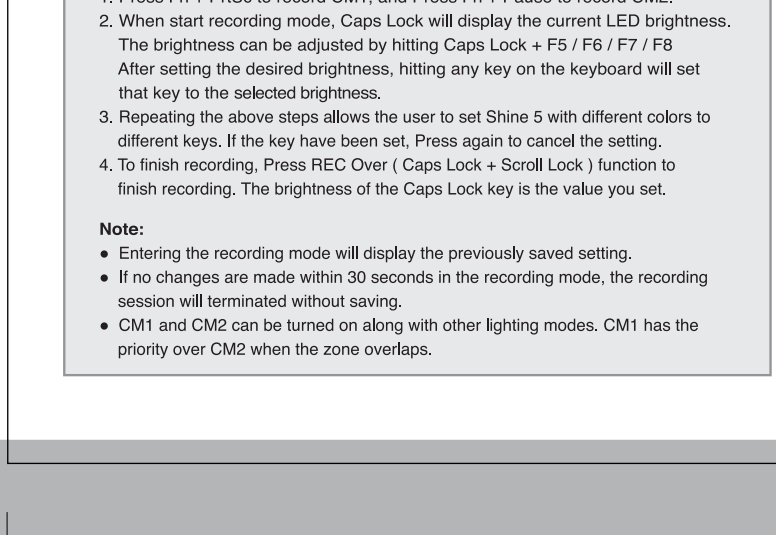 1. Press Fn + PRSc to record CM1, and Press Fn + Pause to record CM2.
2. When start recording mode, Caps Lock will display the current LED brightness.
The brightness can be adjusted by hitting Caps Lock + F5 / F6 / F7 / F8
After setting the desired brightness, hitting any key on the keyboard will set
that key to the selected brightness.
3. Repeating the above steps allows the user to set Shine 5 with different colors to
different keys. If the key have been set, Press again to cancel the setting.
4. To finish recording, Press REC Over ( Caps Lock + Scroll Lock ) function to
finish recording. The brightness of the Caps Lock key is the value you set.
Note:
● Entering the recording mode will display the previously saved setting.
● If no changes are made within 30 seconds in the recording mode, the recording
session will terminated without saving.
● CM1 and CM2 can be turned on along with other lighting modes. CM1 has the
priority over CM2 when the zone overlaps.